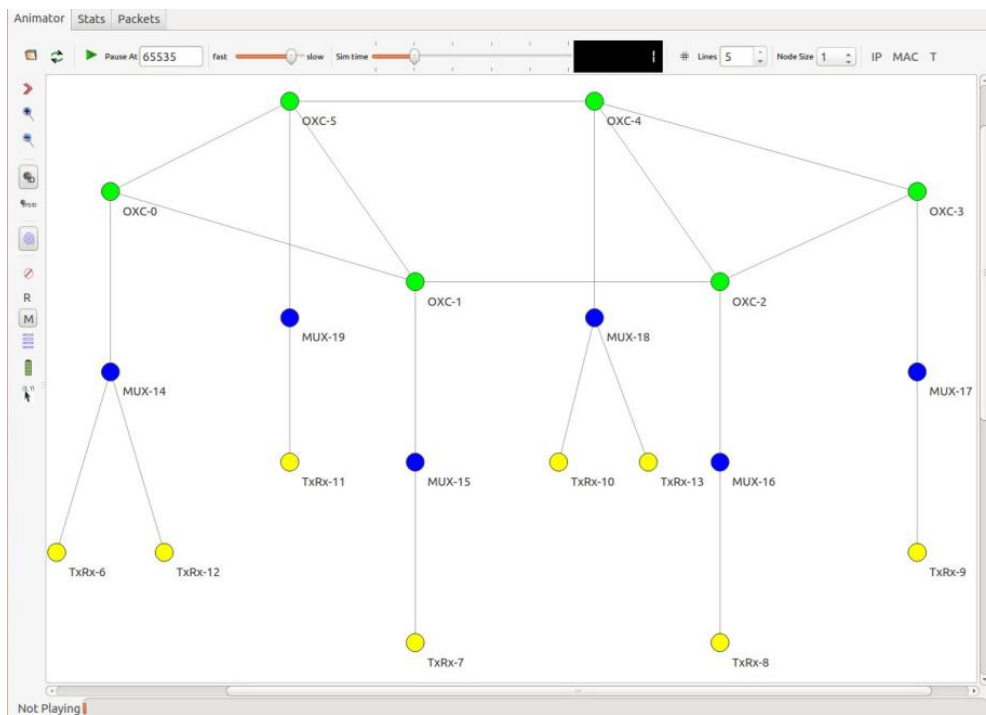 Animator Stats Packets
Pause At 65535 fast slow Sim time 1 # Lines 5 Node Size 1 IP MAC T
OXC-5 OXC-4
OXC-0 OXC-3
OXC-1 OXC-2
R
M
MUX-19 MUX-18
MUX-14 MUX-17
TxRx-11 MUX-15 TxRx-10 TxRx-13 MUX-16
TxRx-6 TxRx-12 TxRx-9
TxRx-7 TxRx-8
Not Playing